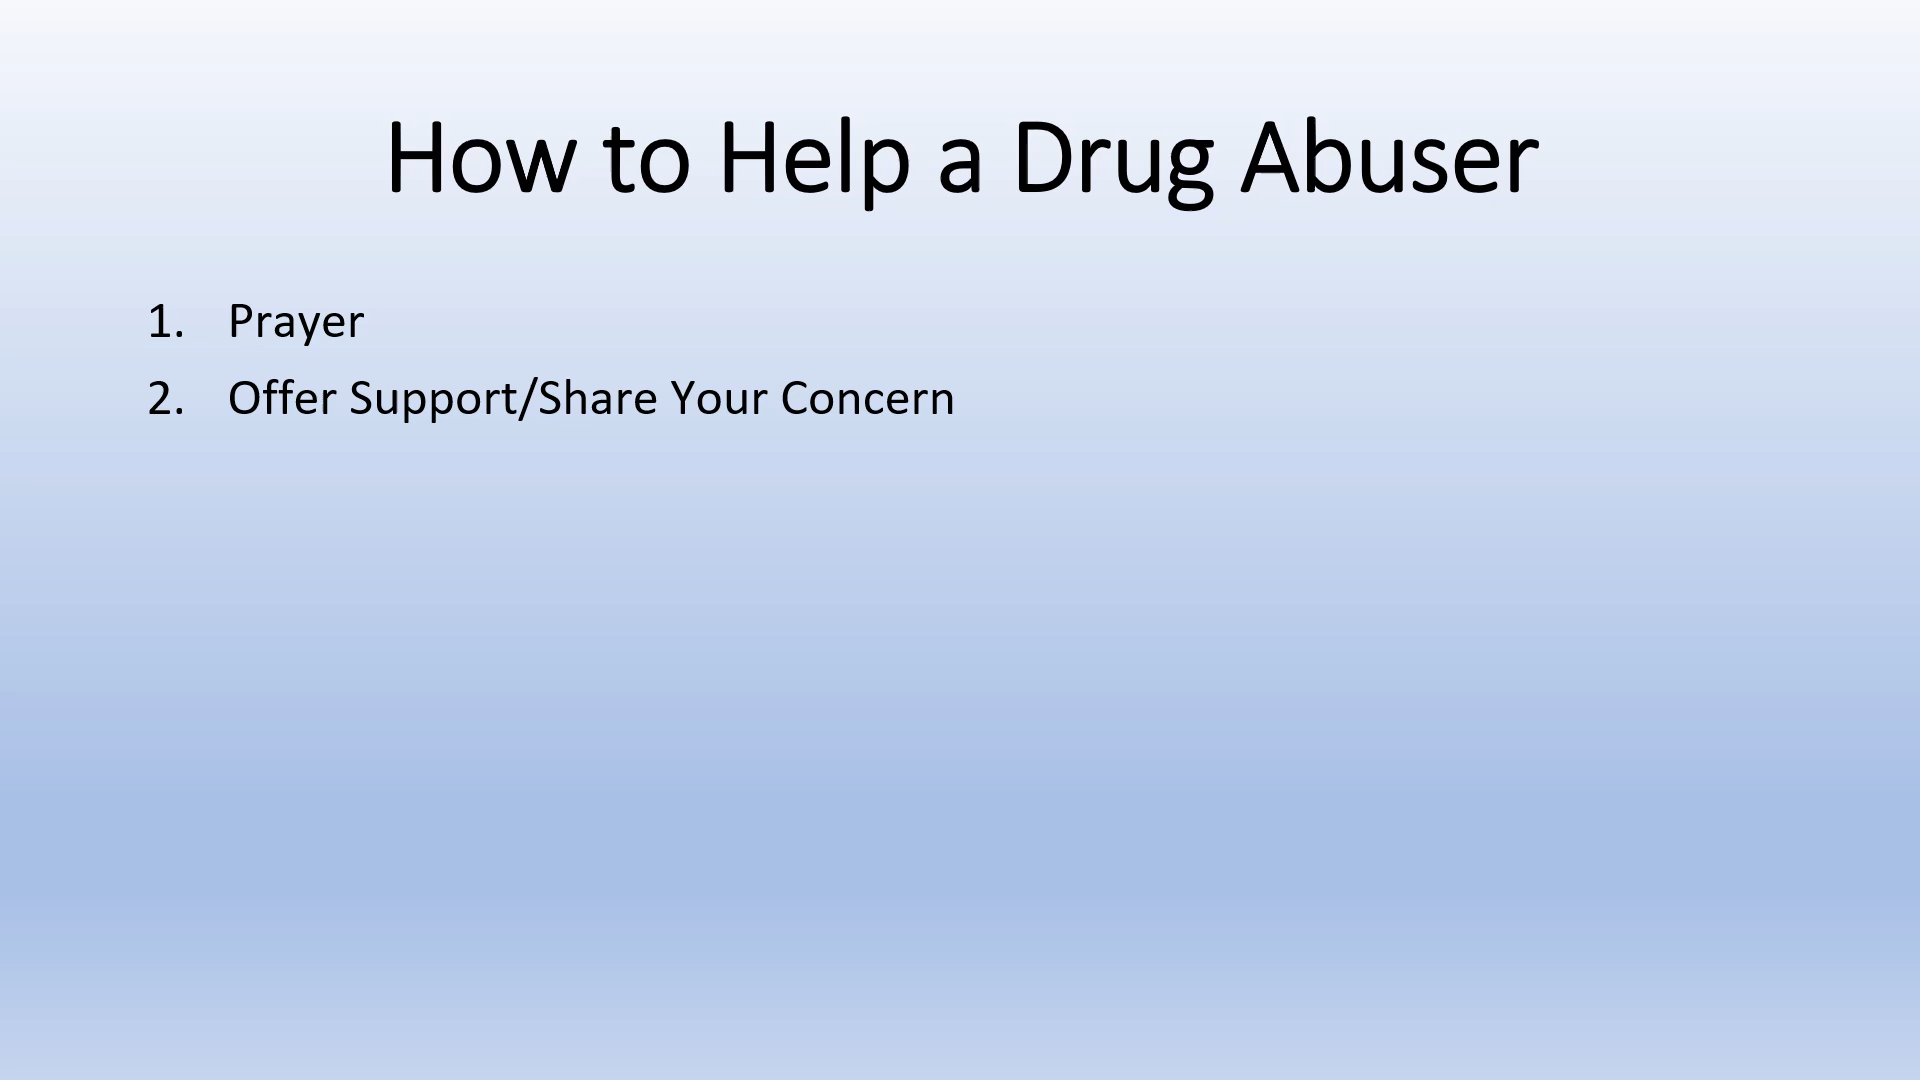 How to Help a Drug Abuser
1. Prayer
2. Offer Support/Share Your Concern